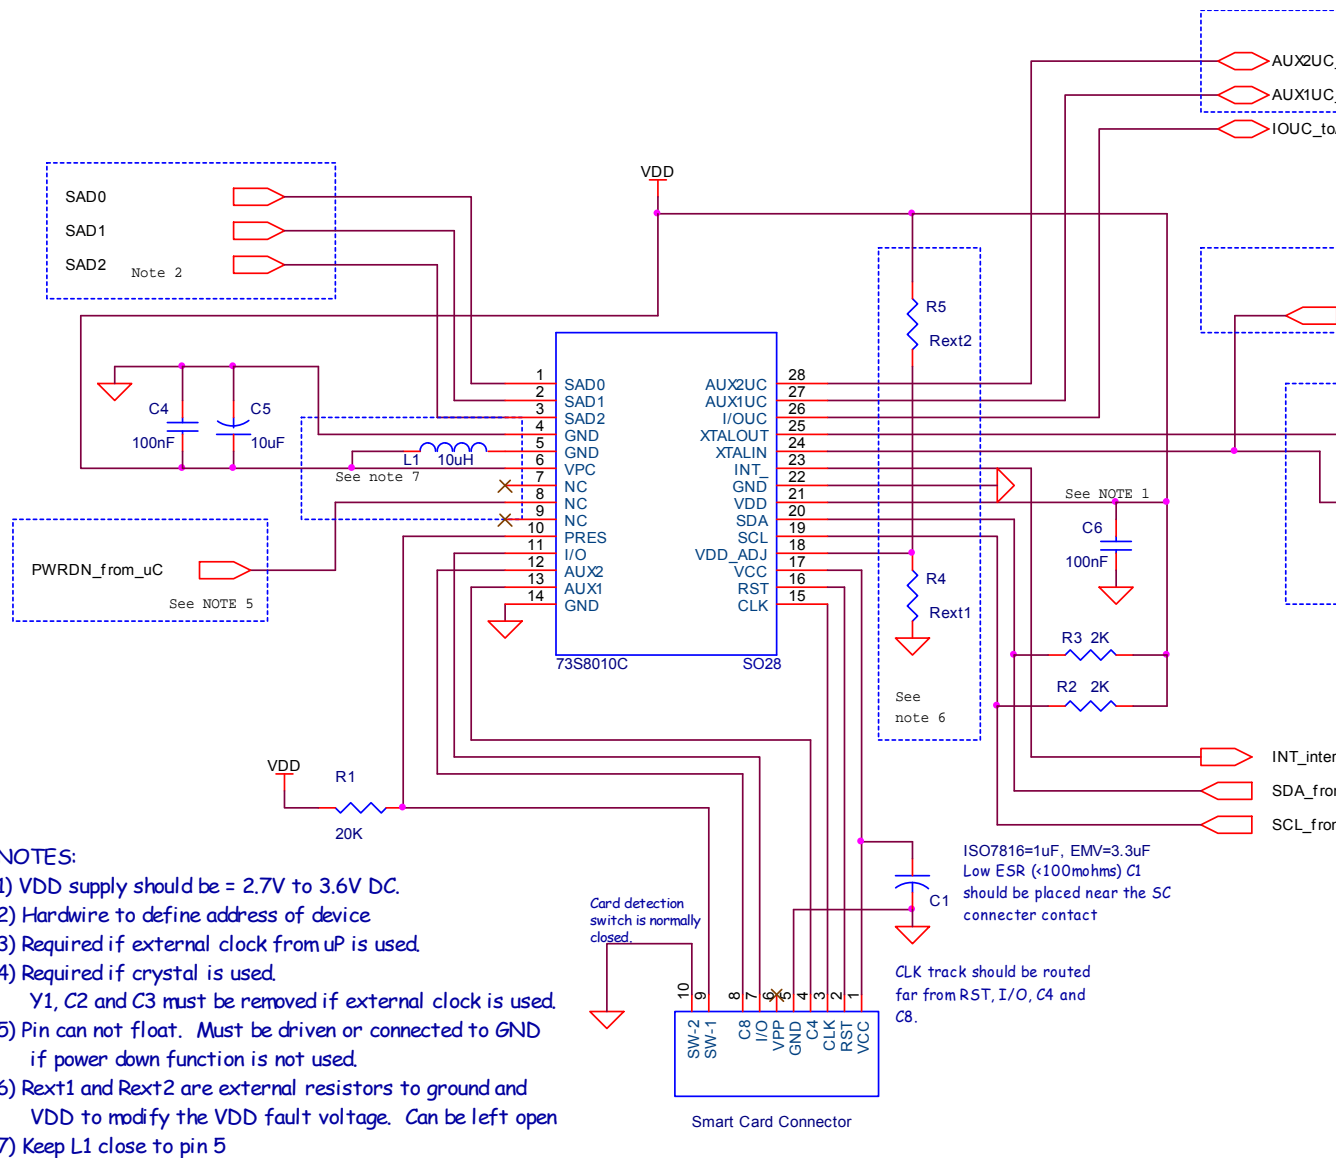 AUX2UC_
AUX1UC_
IOUC_to
VDD
SAD0
SAD1
SAD2
Note 2
R5
Rext2
C4
100nF
C5
10uF
L1 10uH
See note 7
1
2
3
4
5
6
7
8
9
10
11
12
13
14
SAD0
SAD1
SAD2
GND
GND
VPC
NC
NC
NC
PRES
I/O
AUX2
AUX1
GND
AUX2UC
AUX1UC
I/OUC
XTALOUT
XTALIN
INT_
GND
VDD
SDA
SCL
VDD_ADJ
VCC
RST
CLK
28
27
26
25
24
23
22
21
20
19
18
17
16
15
73S8010C
SO28
See NOTE 1
C6
100nF
PWRDN_from_uC
See NOTE 5
R4
Rext1
R3 2K
R2 2K
See
note 6
VDD
R1
20K
INT_inter
SDA_fro
SCL_fro
ISO7816=1uF, EMV=3.3uF
Low ESR (<100mohms) C1
should be placed near the SC
connecter contact
C1
CLK track should be routed
far from RST, I/O, C4 and
C8.
Card detection
switch is normally
closed.
10
9
8
7
6
5
4
3
2
1
SW-2
SW-1
C8
I/O
VPP
GND
C4
CLK
RST
VCC
Smart Card Connector
NOTES:
1) VDD supply should be = 2.7V to 3.6V DC.
2) Hardwire to define address of device
3) Required if external clock from uP is used.
4) Required if crystal is used.
Y1, C2 and C3 must be removed if external clock is used.
5) Pin can not float. Must be driven or connected to GND
if power down function is not used.
6) Rext1 and Rext2 are external resistors to ground and
VDD to modify the VDD fault voltage. Can be left open
7) Keep L1 close to pin 5